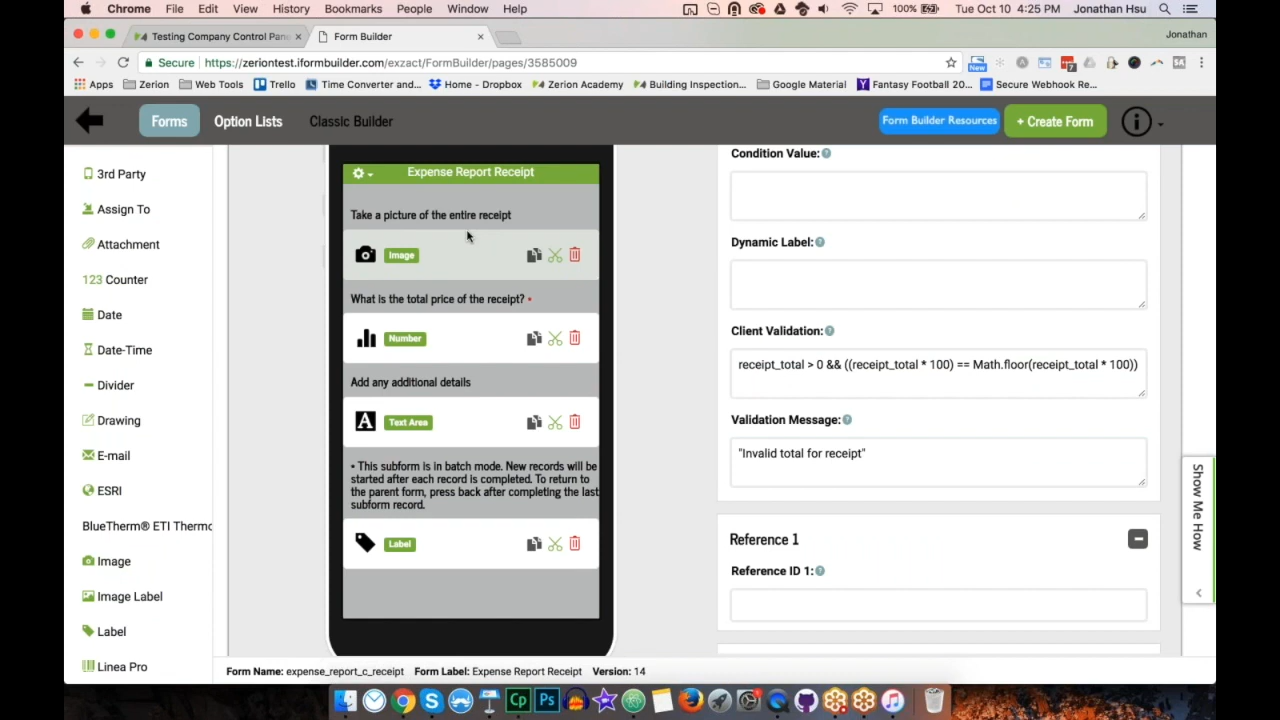 Chrome File Edit View History Bookmarks People Window Help 100% Tue Oct 10 4:25 PM Jonathan Hsu
Testing Company Control Pane × Form Builder × Jonathan
Secure https://zeriontest.iformbuilder.com/exzact/FormBuilder/pages/3585009
Apps Zerion Web Tools Trello Time Converter and... Home - Dropbox Zerion Academy Building Inspection... Google Material Fantasy Football 20... Secure Webhook Re...
Forms Option Lists Classic Builder Form Builder Resources + Create Form
3rd Party
Assign To
Attachment
123 Counter
Date
Date-Time
Divider
Drawing
E-mail
ESRI
BlueTherm® ETI Thermo
Image
Image Label
Label
Linea Pro
Expense Report Receipt
Take a picture of the entire receipt
Image
What is the total price of the receipt? •
Number
Add any additional details
Text Area
• This subform is in batch mode. New records will be
started after each record is completed. To return to
the parent form, press back after completing the last
subform record.
Label
Condition Value:
Dynamic Label:
Client Validation:
receipt_total > 0 && ((receipt_total * 100) == Math.floor(receipt_total * 100))
Validation Message:
"Invalid total for receipt"
Reference 1
Reference ID 1:
Show Me How
Form Name: expense_report_c_receipt Form Label: Expense Report Receipt Version: 14